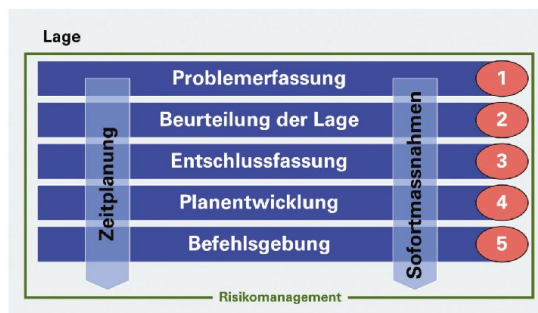 Lage
Problemerfassung 1
Beurteilung der Lage 2
Entschlussfassung 3
Planentwicklung 4
Befehlsgebung 5
Zeitplanung
Sofortmassnahmen
Risikomanagement